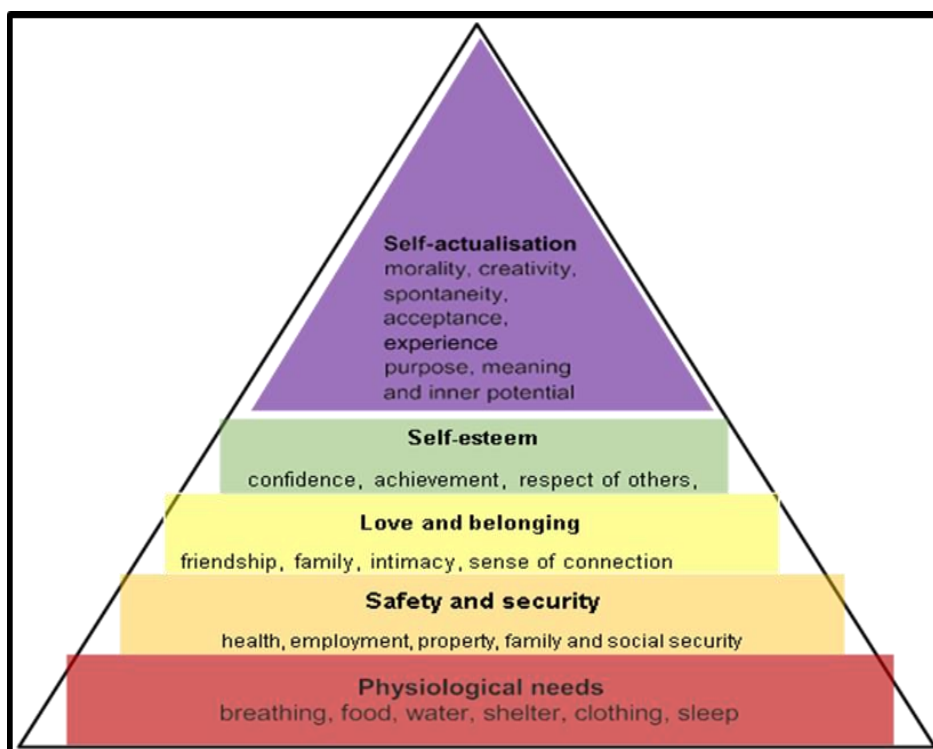 Self-actualisation
morality, creativity,
spontaneity,
acceptance,
experience
purpose, meaning
and inner potential
Self-esteem
confidence, achievement, respect of others,
Love and belonging
friendship, family, intimacy, sense of connection
Safety and security
health, employment, property, family and social security
Physiological needs
breathing, food, water, shelter, clothing, sleep